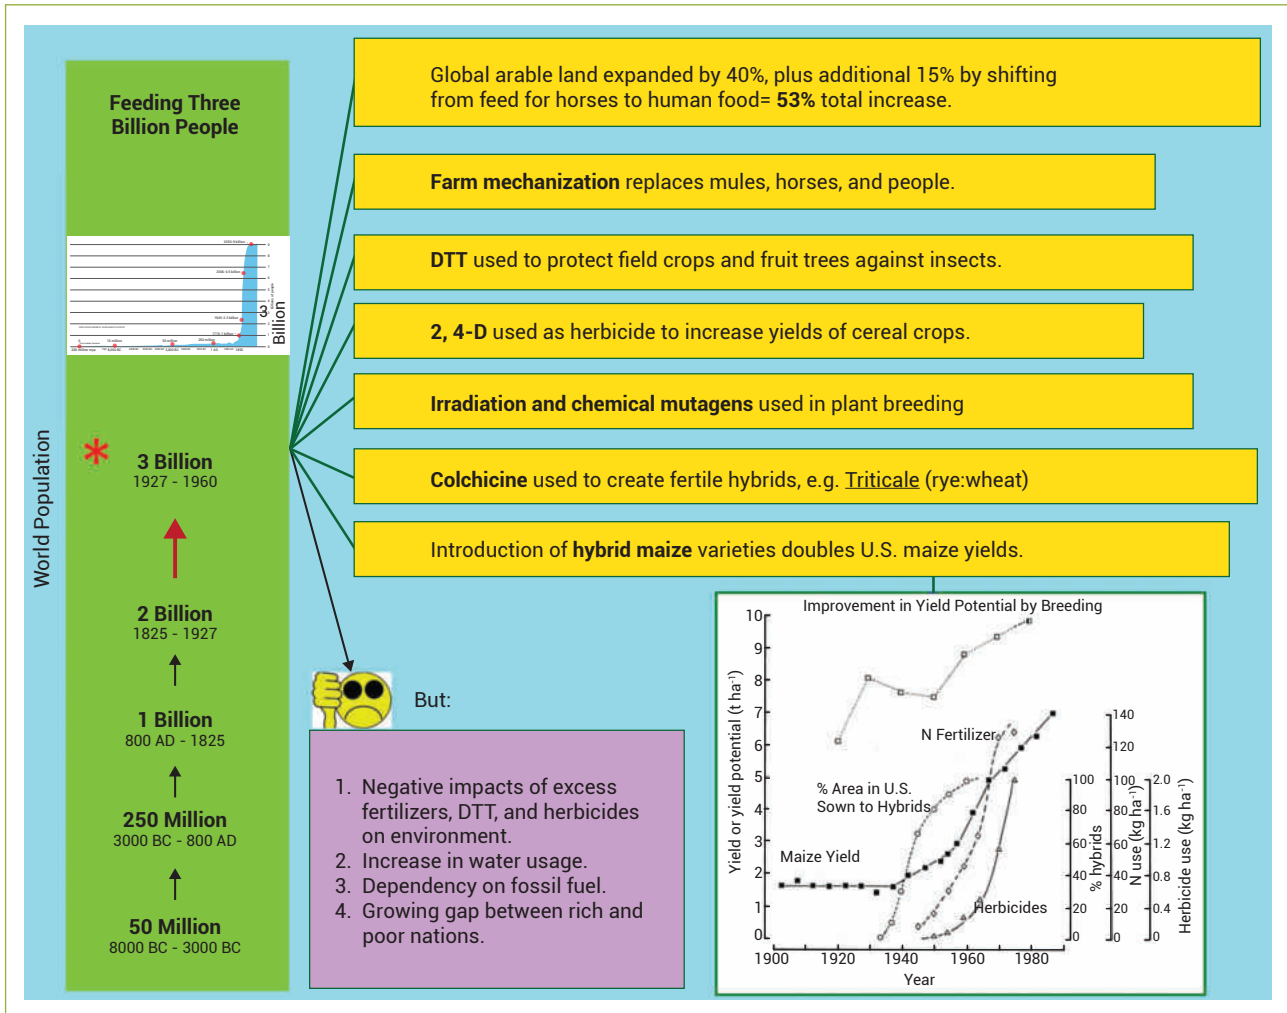 Feeding Three
Billion People
3
Billion
World Population
3 Billion
1927 - 1960
2 Billion
1825 - 1927
1 Billion
800 AD - 1825
250 Million
3000 BC - 800 AD
50 Million
8000 BC - 3000 BC
Global arable land expanded by 40%, plus additional 15% by shifting
from feed for horses to human food= 53% total increase.
Farm mechanization replaces mules, horses, and people.
DTT used to protect field crops and fruit trees against insects.
2, 4-D used as herbicide to increase yields of cereal crops.
Irradiation and chemical mutagens used in plant breeding
Colchicine used to create fertile hybrids, e.g. Triticale (rye:wheat)
Introduction of hybrid maize varieties doubles U.S. maize yields.
But:
1. Negative impacts of excess
fertilizers, DTT, and herbicides
on environment.
2. Increase in water usage.
3. Dependency on fossil fuel.
4. Growing gap between rich and
poor nations.
Improvement in Yield Potential by Breeding
Yield or yield potential (t ha-1)
10
9
8
7
6
5
4
3
2
1
0
1900 1920 1940 1960 1980
Year
N Fertilizer
% Area in U.S.
Sown to Hybrids
Maize Yield
Herbicides
100
80
60
40
20
0
% hybrids
140
120
100
80
60
40
20
0
N use (kg ha-1)
2.0
1.6
1.2
0.8
0.4
0
Herbicide use (kg ha-1)